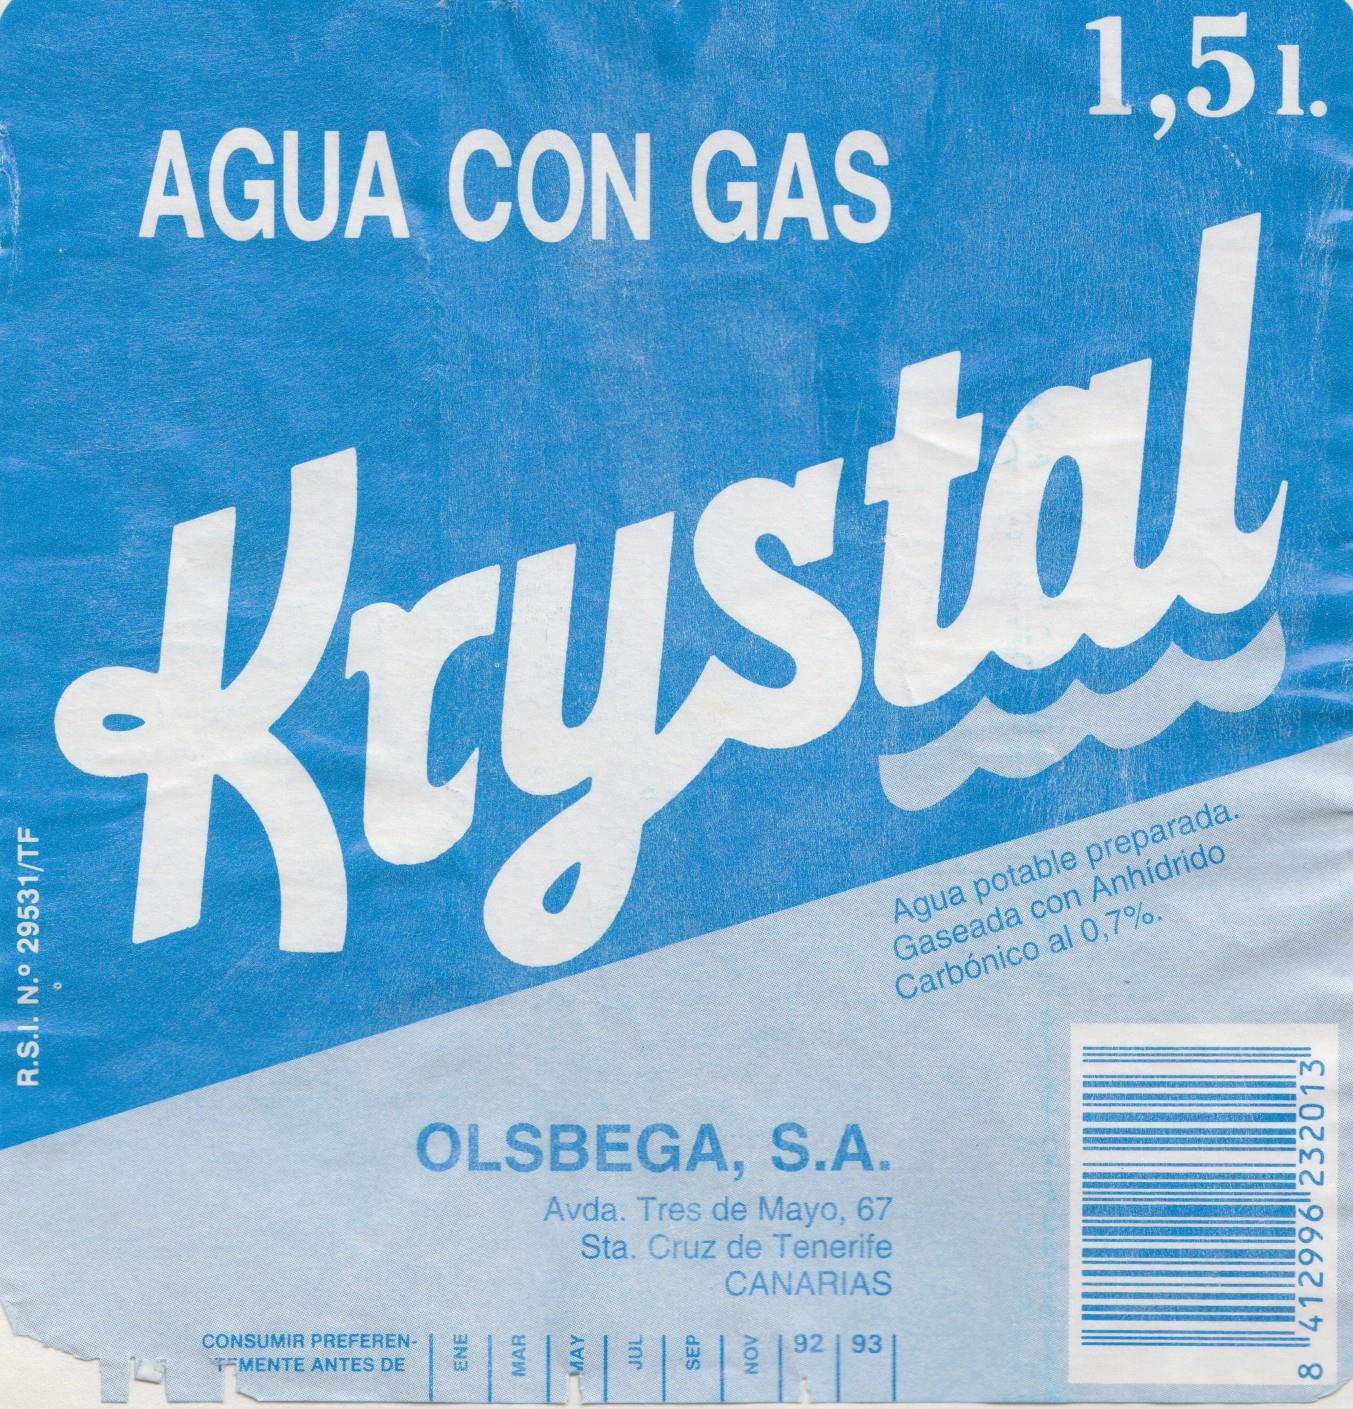 1,5 l.
AGUA CON GAS
Krystal
Agua potable preparada.
Gaseada con Anhídrido
Carbónico al 0,7%.
R.S.I. N.º 29531/TF
OLSBEGA, S.A.
Avda. Tres de Mayo, 67
Sta. Cruz de Tenerife
CANARIAS
8 412996 232013
CONSUMIR PREFEREN-
TEMENTE ANTES DE
ENE MAR MAY JUL SEP NOV 92 93